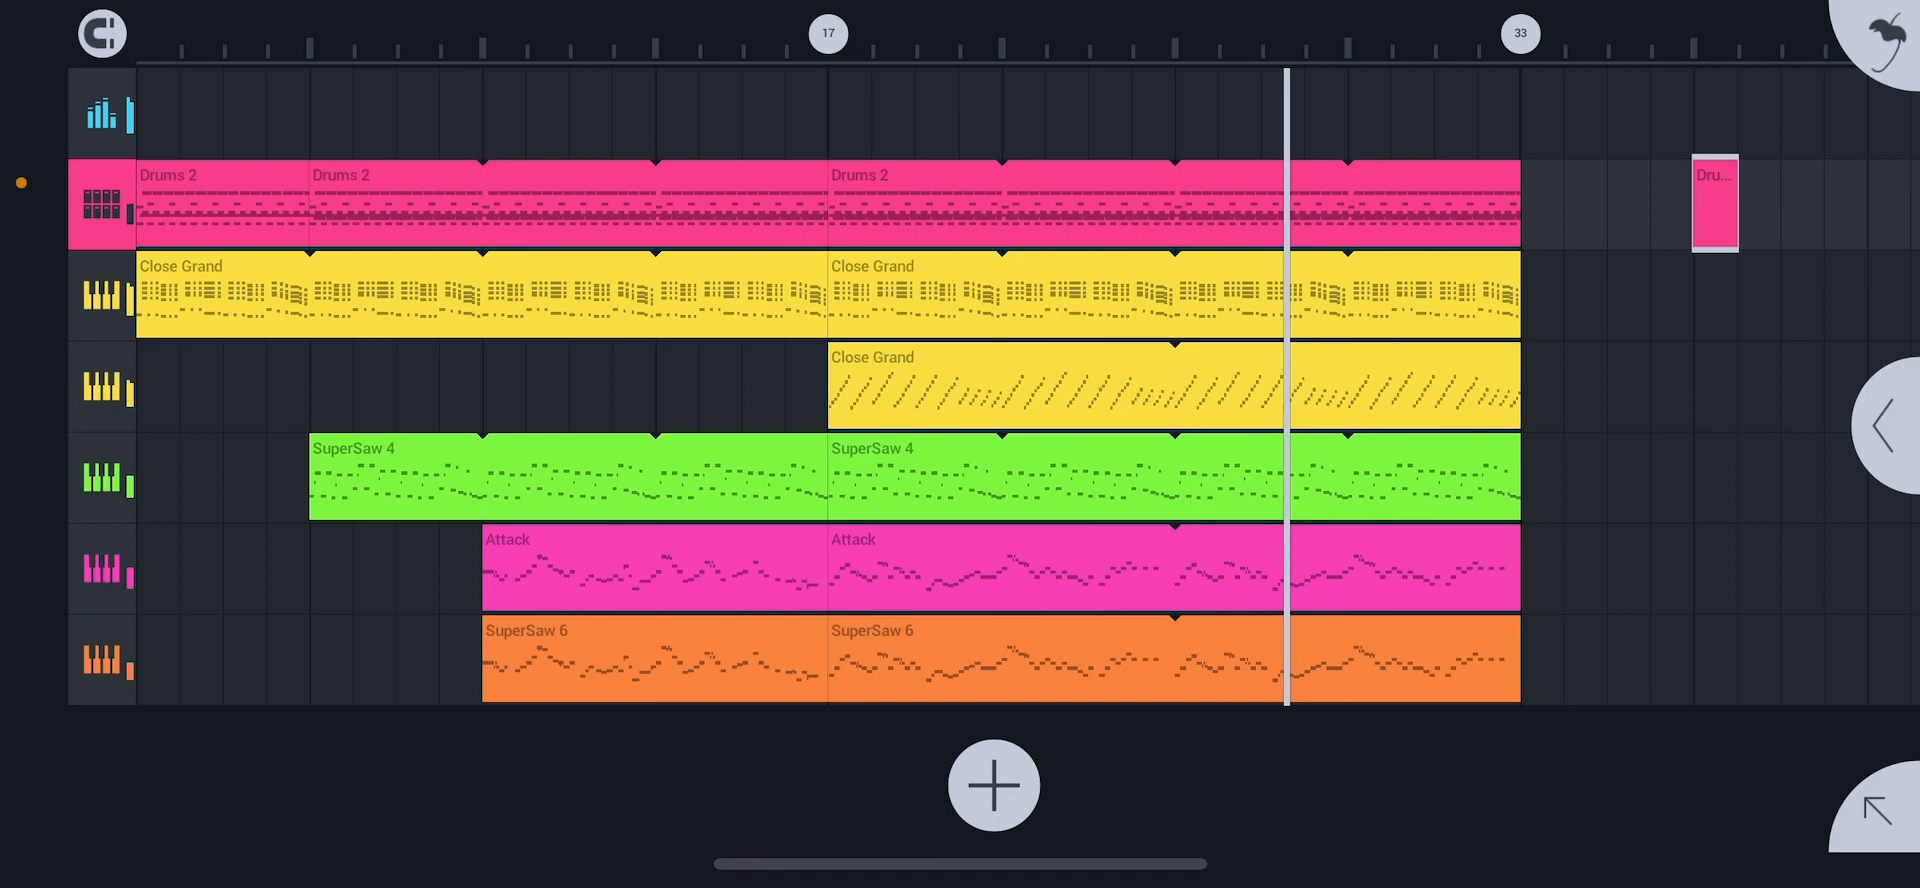 17
33
Drums 2
Drums 2
Drums 2
Dru...
Close Grand
Close Grand
Close Grand
SuperSaw 4
SuperSaw 4
Attack
Attack
SuperSaw 6
SuperSaw 6